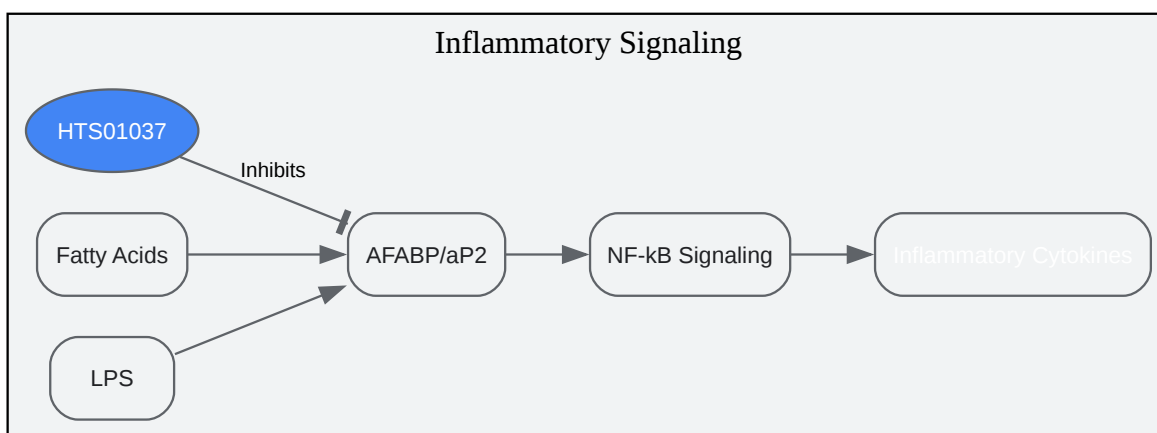 Inflammatory Signaling
HTS01037
Inhibits
Fatty Acids
AFABP/aP2
NF-kB Signaling
Inflammatory Cytokines
LPS